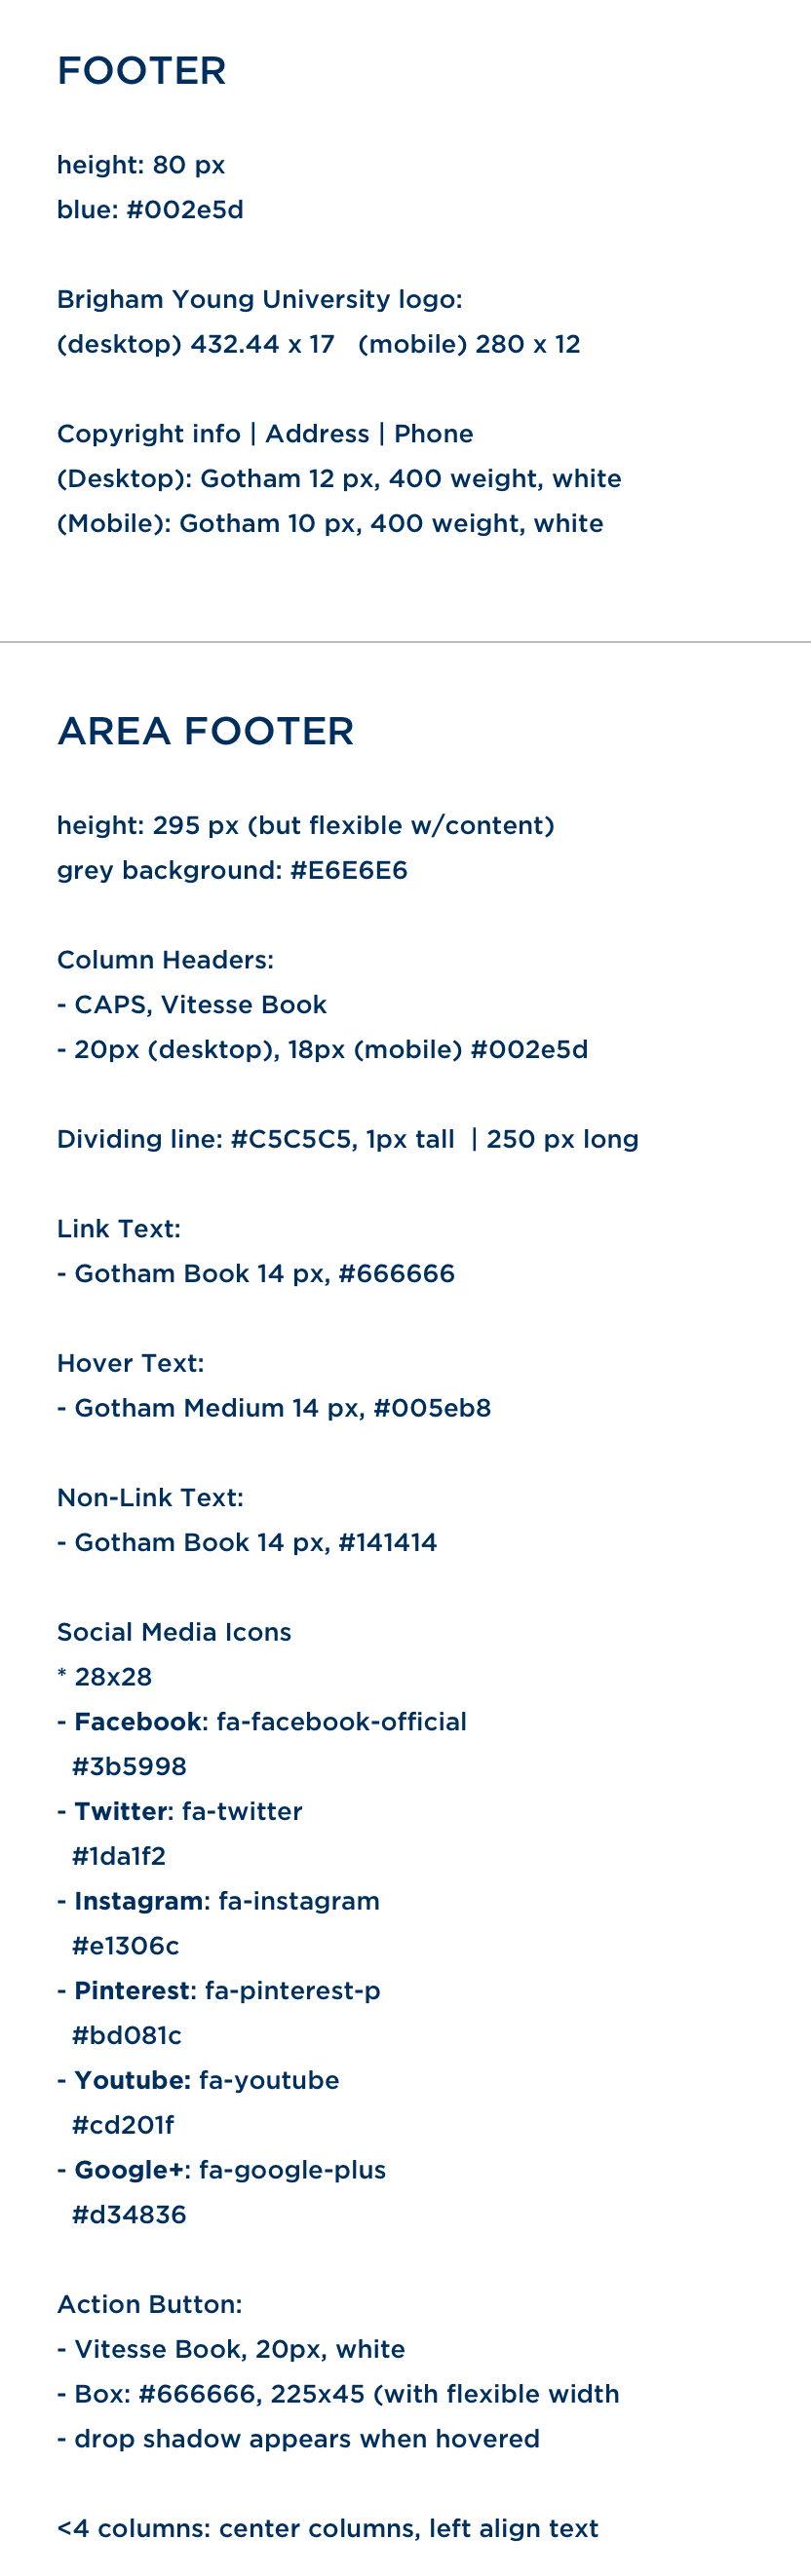 FOOTER
height: 80 px
blue: #002e5d
Brigham Young University logo:
(desktop) 432.44 x 17   (mobile) 280 x 12
Copyright info | Address | Phone
(Desktop): Gotham 12 px, 400 weight, white
(Mobile): Gotham 10 px, 400 weight, white
AREA FOOTER
height: 295 px (but flexible w/content)
grey background: #E6E6E6
Column Headers:
- CAPS, Vitesse Book
- 20px (desktop), 18px (mobile) #002e5d
Dividing line: #C5C5C5, 1px tall  | 250 px long
Link Text:
- Gotham Book 14 px, #666666
Hover Text:
- Gotham Medium 14 px, #005eb8
Non-Link Text:
- Gotham Book 14 px, #141414
Social Media Icons
* 28x28
- Facebook: fa-facebook-official
#3b5998
- Twitter: fa-twitter
#1da1f2
- Instagram: fa-instagram
#e1306c
- Pinterest: fa-pinterest-p
#bd081c
- Youtube: fa-youtube
#cd201f
- Google+: fa-google-plus
#d34836
Action Button:
- Vitesse Book, 20px, white
- Box: #666666, 225x45 (with flexible width
- drop shadow appears when hovered
<4 columns: center columns, left align text